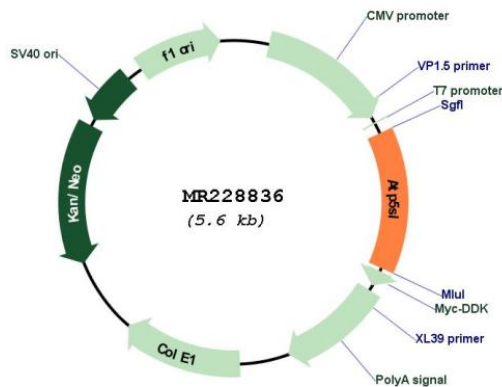 CMV promoter
VP1.5 primer
T7 promoter
SgfI
Atp5sl
MluI
Myc-DDK
XL39 primer
PolyA signal
Col E1
Kan/Neo
SV40 ori
f1 ori
MR228836
(5.6 kb)